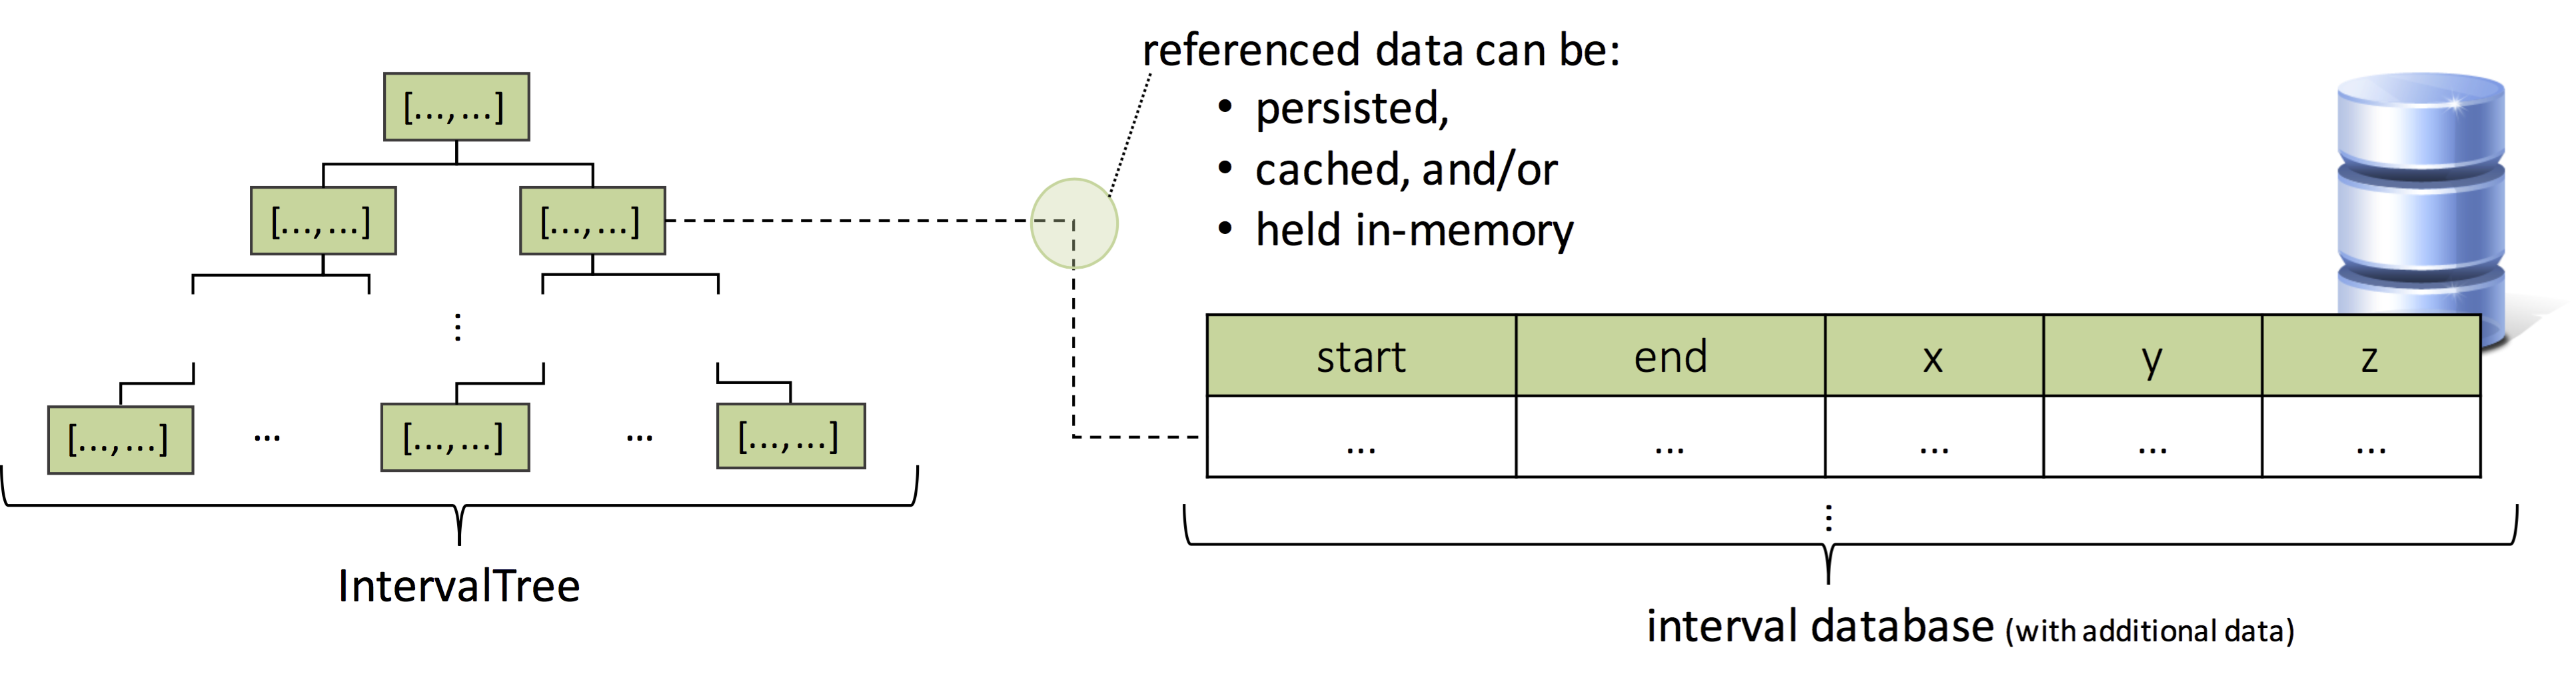 referenced data can be:
• persisted,
• cached, and/or
• held in-memory
[...,...]
[...,...] [...,...]
⋮
[...,...] ... [...,...] ... [...,...]
IntervalTree
start end x y z
... ... ... ... ...
⋮
interval database (with additional data)